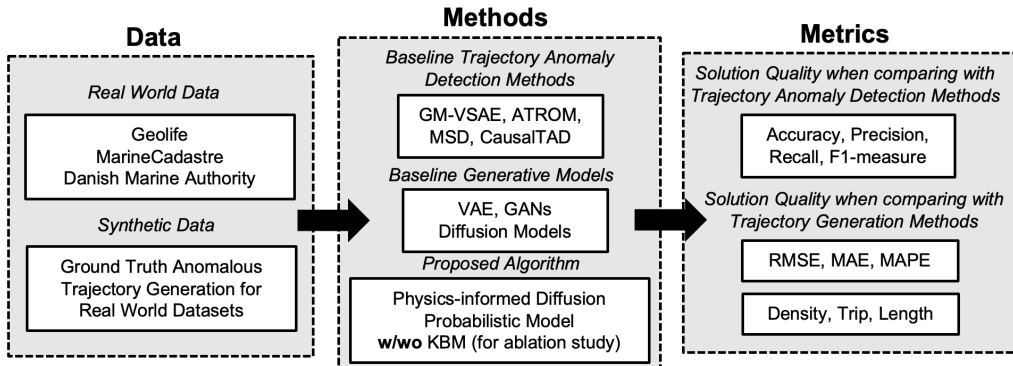 Data
Real World Data
Geolife
MarineCadastre
Danish Marine Authority
Synthetic Data
Ground Truth Anomalous
Trajectory Generation for
Real World Datasets
Methods
Baseline Trajectory Anomaly
Detection Methods
GM-VSAE, ATROM,
MSD, CausalTAD
Baseline Generative Models
VAE, GANs
Diffusion Models
Proposed Algorithm
Physics-informed Diffusion
Probabilistic Model
w/wo KBM (for ablation study)
Metrics
Solution Quality when comparing with
Trajectory Anomaly Detection Methods
Accuracy, Precision,
Recall, F1-measure
Solution Quality when comparing with
Trajectory Generation Methods
RMSE, MAE, MAPE
Density, Trip, Length